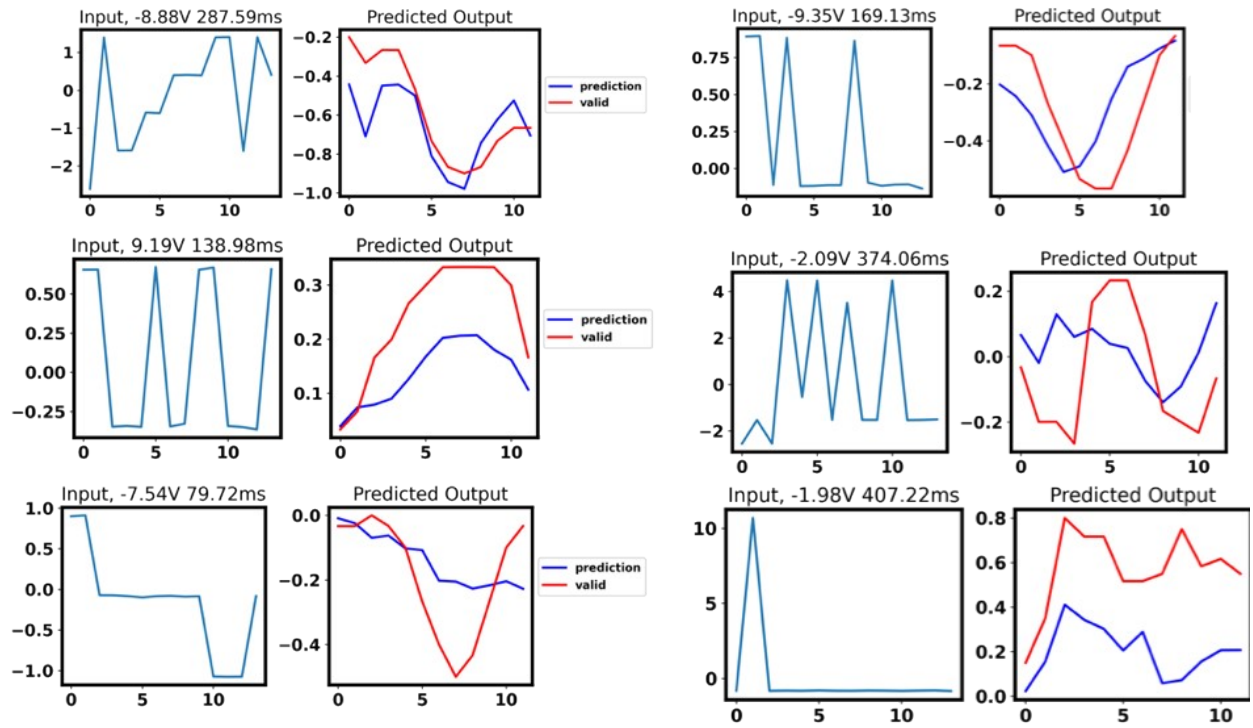 Input, -8.88V 287.59ms
1
0
−1
−2
0 5 10
Predicted Output
−0.2
−0.4
−0.6
−0.8
−1.0
0 5 10
prediction
valid
Input, -9.35V 169.13ms
0.75
0.50
0.25
0.00
0 5 10
Predicted Output
−0.2
−0.4
0 5 10
Input, 9.19V 138.98ms
0.50
0.25
0.00
−0.25
0 5 10
Predicted Output
0.3
0.2
0.1
0 5 10
prediction
valid
Input, -2.09V 374.06ms
4
2
0
−2
0 5 10
Predicted Output
0.2
0.0
−0.2
0 5 10
Input, -7.54V 79.72ms
1.0
0.5
0.0
−0.5
−1.0
0 5 10
Predicted Output
0.0
−0.2
−0.4
0 5 10
prediction
valid
Input, -1.98V 407.22ms
10
5
0
0 5 10
Predicted Output
0.8
0.6
0.4
0.2
0.0
0 5 10